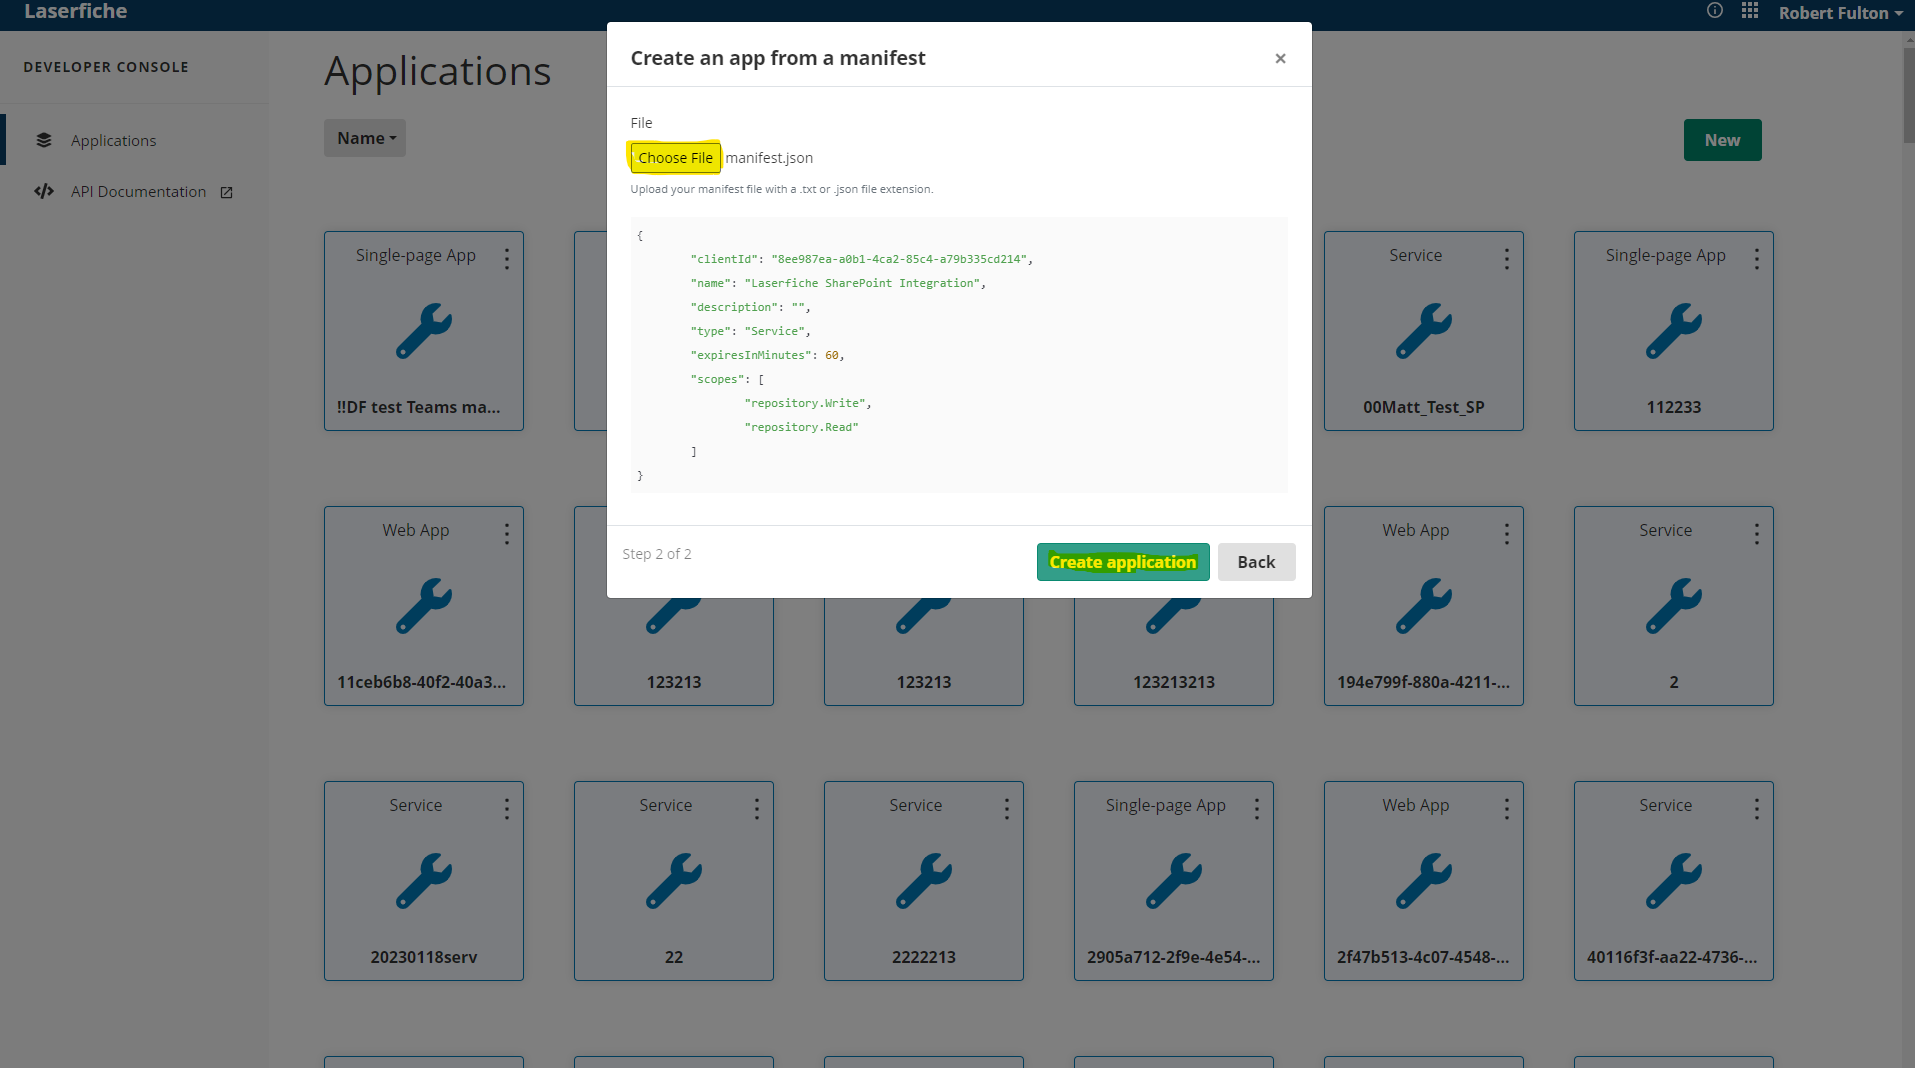 Laserfiche
Robert Fulton
DEVELOPER CONSOLE
Applications
API Documentation
Applications
Name
New
Create an app from a manifest
×
File
Choose File manifest.json
Upload your manifest file with a .txt or .json file extension.
{
"clientId": "8ee987ea-a0b1-4ca2-85c4-a79b335cd214",
"name": "Laserfiche SharePoint Integration",
"description": "",
"type": "Service",
"expiresInMinutes": 60,
"scopes": [
"repository.Write",
"repository.Read"
]
}
Step 2 of 2
Create application
Back
Single-page App
!!DF test Teams ma...
Service
00Matt_Test_SP
Single-page App
112233
Web App
11ceb6b8-40f2-40a3...
123213
123213
123213213
Web App
194e799f-880a-4211-...
Service
2
Service
20230118serv
Service
22
Service
2222213
Single-page App
2905a712-2f9e-4e54-...
Web App
2f47b513-4c07-4548-...
Service
40116f3f-aa22-4736-...